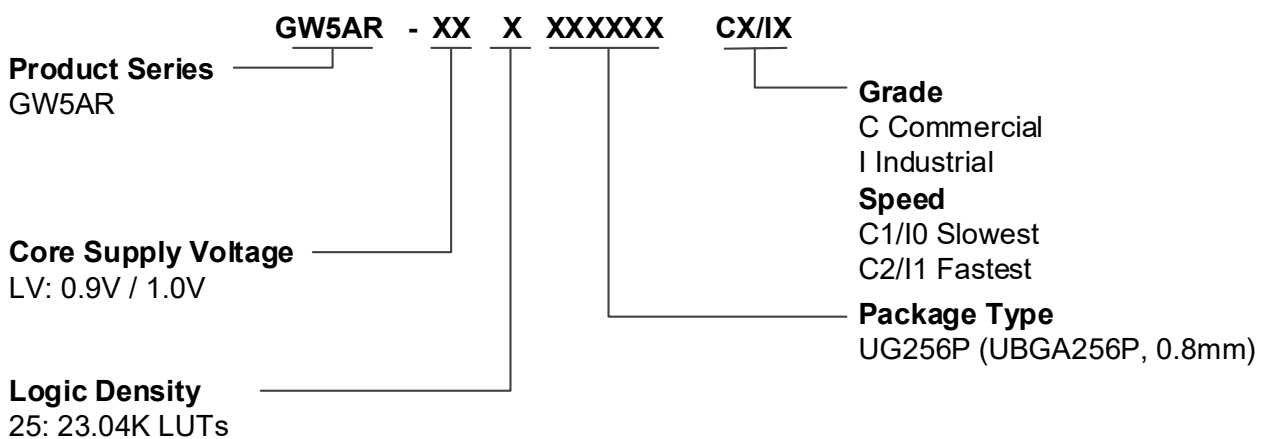 GW5AR - XX X XXXXXX CX/IX
Product Series
GW5AR
Core Supply Voltage
LV: 0.9V / 1.0V
Logic Density
25: 23.04K LUTs
Grade
C Commercial
I Industrial
Speed
C1/I0 Slowest
C2/I1 Fastest
Package Type
UG256P (UBGA256P, 0.8mm)